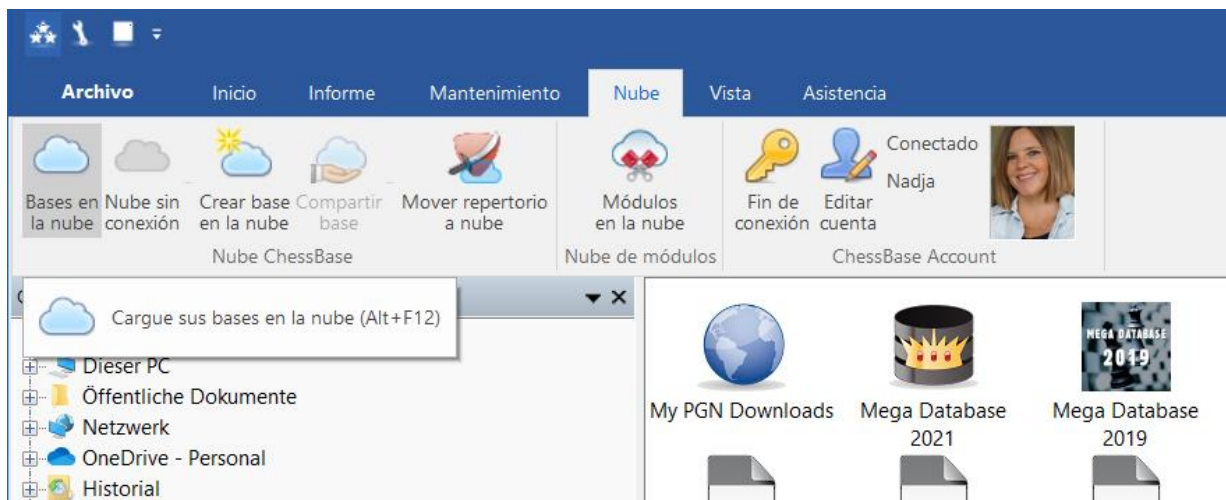 Archivo Inicio Informe Mantenimiento Nube Vista Asistencia
Bases en la nube
Nube sin conexión
Crear base en la nube
Compartir base
Mover repertorio a nube
Módulos en la nube
Fin de conexión
Editar cuenta
Conectado
Nadja
Nube ChessBase
Nube de módulos
ChessBase Account
Cargue sus bases en la nube (Alt+F12)
Dieser PC
Öffentliche Dokumente
Netzwerk
OneDrive - Personal
Historial
MEGA DATABASE
2019
My PGN Downloads
Mega Database
2021
Mega Database
2019